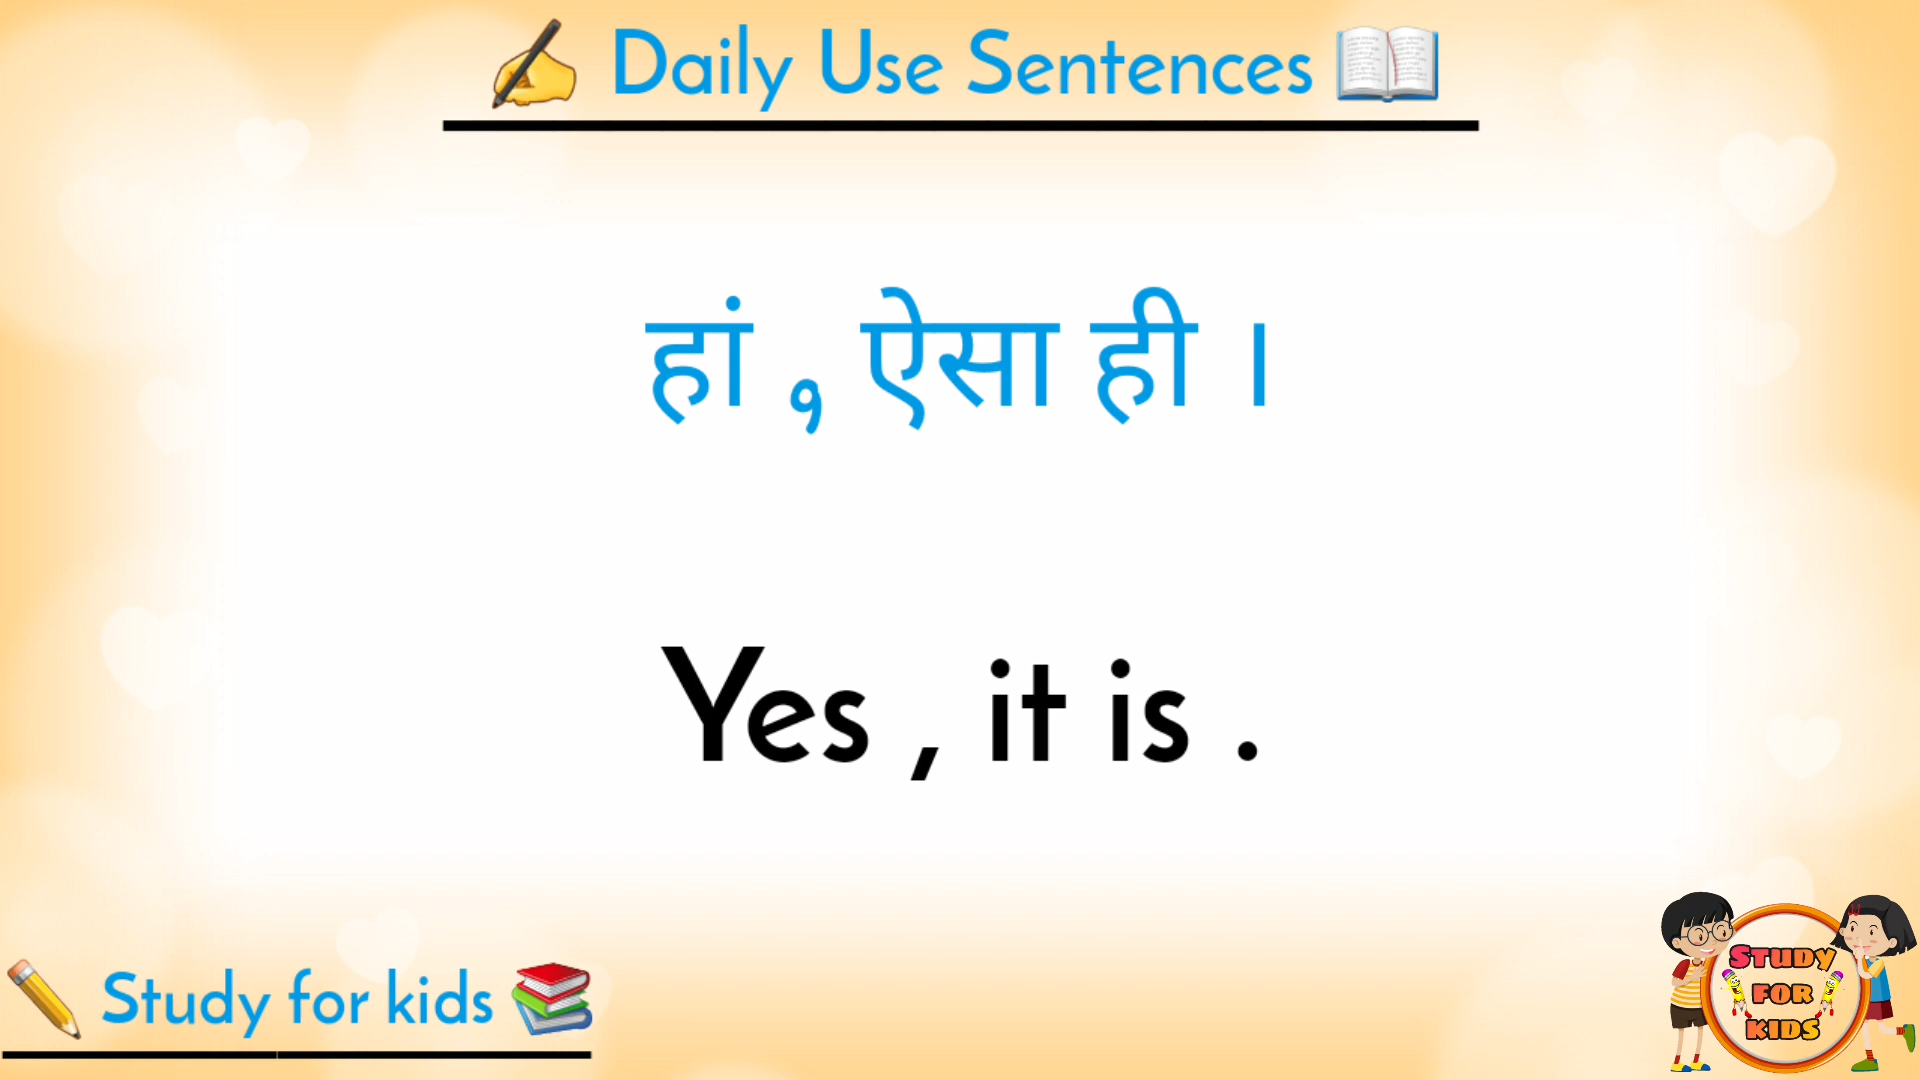 ✍ Daily Use Sentences 📖
हां , ऐसा ही ।
Yes , it is .
✏ Study for kids 📚
STUDY
FOR
KIDS